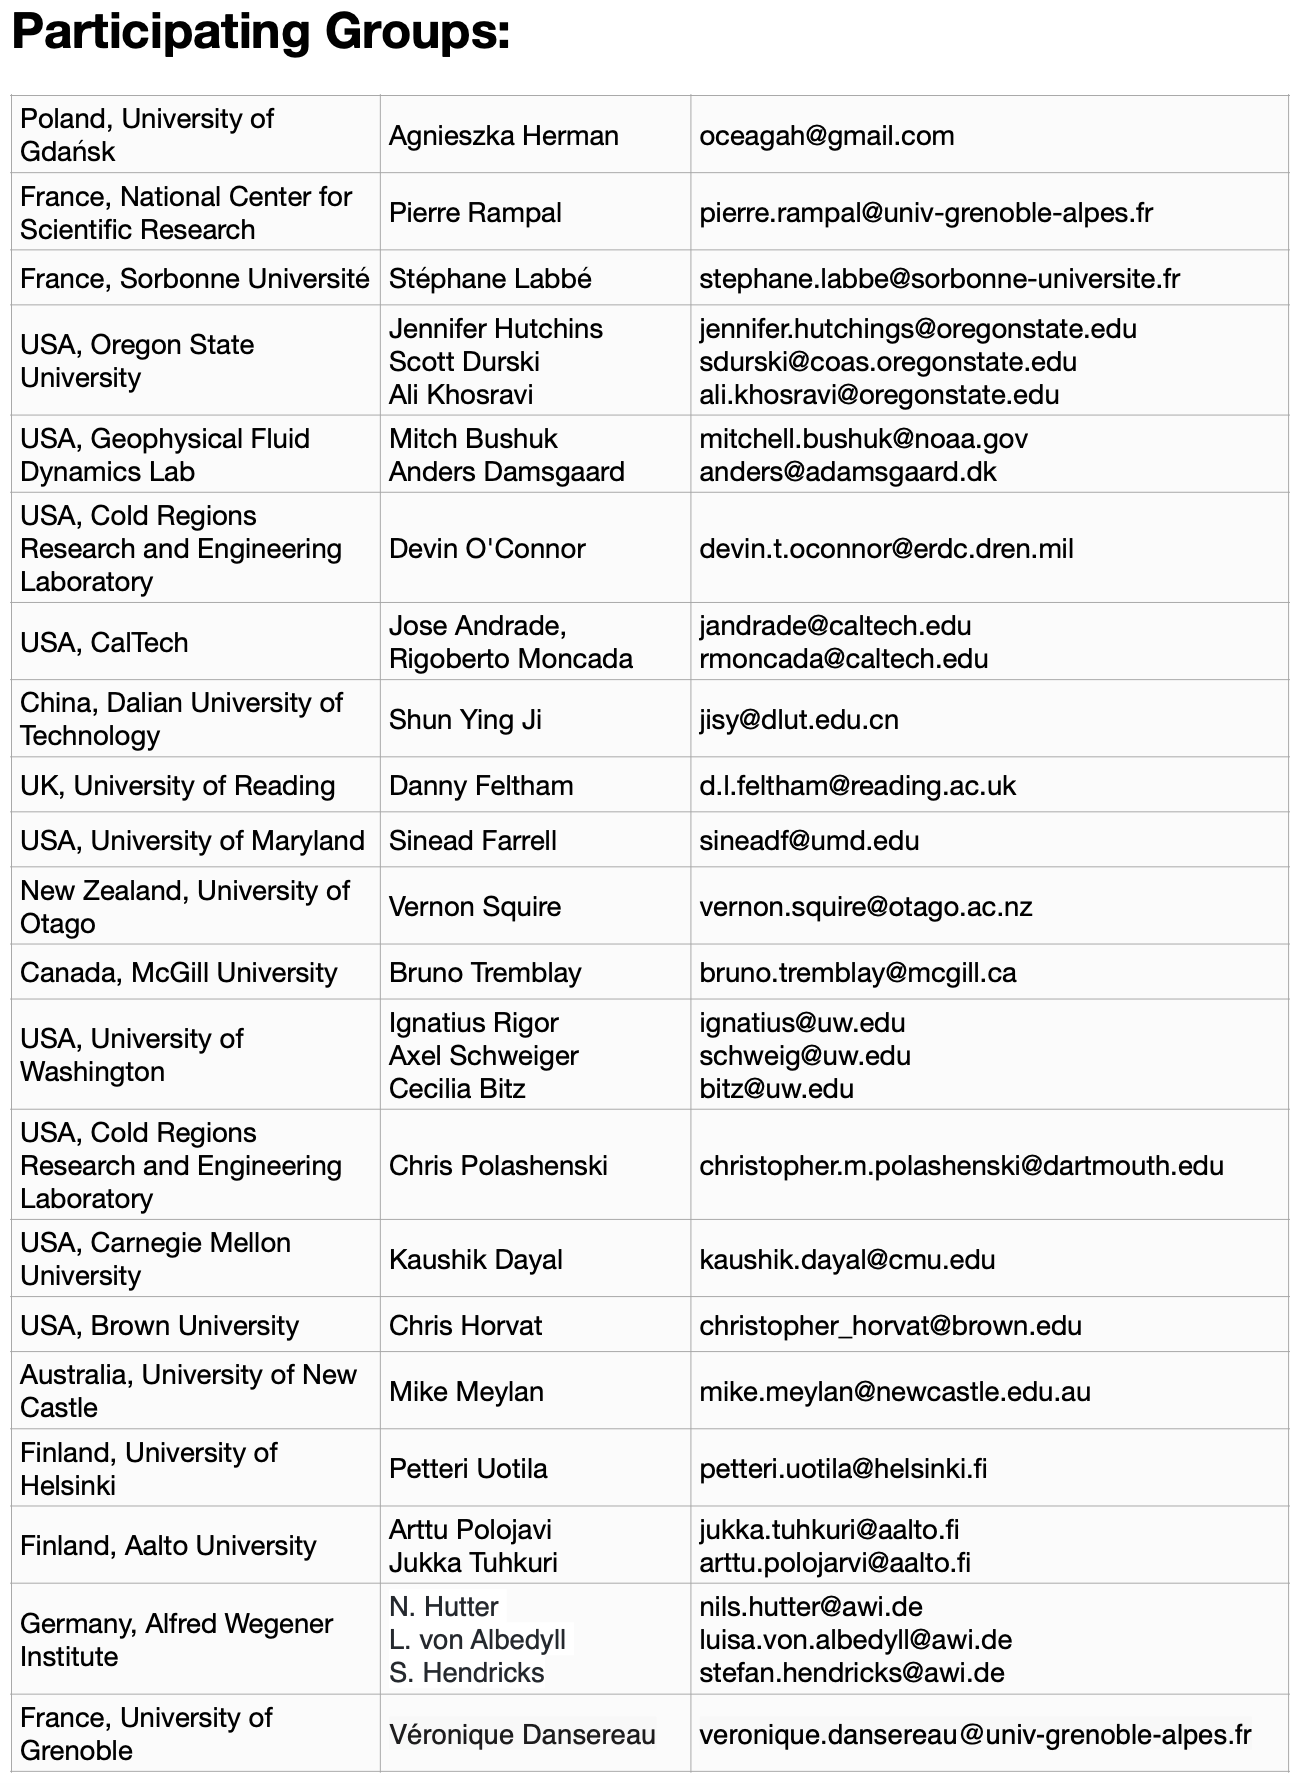 Participating Groups:
Poland, University of
Gdańsk
Agnieszka Herman
oceagah@gmail.com
France, National Center for
Scientific Research
Pierre Rampal
pierre.rampal@univ-grenoble-alpes.fr
France, Sorbonne Université
Stéphane Labbé
stephane.labbe@sorbonne-universite.fr
USA, Oregon State
University
Jennifer Hutchins
Scott Durski
Ali Khosravi
jennifer.hutchings@oregonstate.edu
sdurski@coas.oregonstate.edu
ali.khosravi@oregonstate.edu
USA, Geophysical Fluid
Dynamics Lab
Mitch Bushuk
Anders Damsgaard
mitchell.bushuk@noaa.gov
anders@adamsgaard.dk
USA, Cold Regions
Research and Engineering
Laboratory
Devin O'Connor
devin.t.oconnor@erdc.dren.mil
USA, CalTech
Jose Andrade,
Rigoberto Moncada
jandrade@caltech.edu
rmoncada@caltech.edu
China, Dalian University of
Technology
Shun Ying Ji
jisy@dlut.edu.cn
UK, University of Reading
Danny Feltham
d.l.feltham@reading.ac.uk
USA, University of Maryland
Sinead Farrell
sineadf@umd.edu
New Zealand, University of
Otago
Vernon Squire
vernon.squire@otago.ac.nz
Canada, McGill University
Bruno Tremblay
bruno.tremblay@mcgill.ca
USA, University of
Washington
Ignatius Rigor
Axel Schweiger
Cecilia Bitz
ignatius@uw.edu
schweig@uw.edu
bitz@uw.edu
USA, Cold Regions
Research and Engineering
Laboratory
Chris Polashenski
christopher.m.polashenski@dartmouth.edu
USA, Carnegie Mellon
University
Kaushik Dayal
kaushik.dayal@cmu.edu
USA, Brown University
Chris Horvat
christopher_horvat@brown.edu
Australia, University of New
Castle
Mike Meylan
mike.meylan@newcastle.edu.au
Finland, University of
Helsinki
Petteri Uotila
petteri.uotila@helsinki.fi
Finland, Aalto University
Arttu Polojavi
Jukka Tuhkuri
jukka.tuhkuri@aalto.fi
arttu.polojarvi@aalto.fi
Germany, Alfred Wegener
Institute
N. Hutter
L. von Albedyll
S. Hendricks
nils.hutter@awi.de
luisa.von.albedyll@awi.de
stefan.hendricks@awi.de
France, University of
Grenoble
Véronique Dansereau
veronique.dansereau@univ-grenoble-alpes.fr